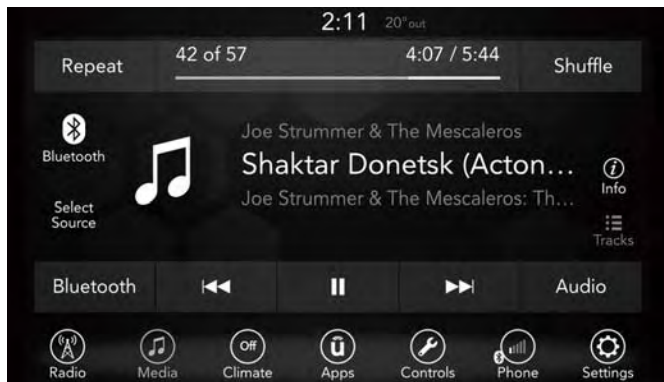 2:11 20°out
Repeat
42 of 57
4:07 / 5:44
Shuffle
Bluetooth
Joe Strummer & The Mescaleros
Shaktar Donetsk (Acton…
Joe Strummer & The Mescaleros: Th…
Info
Select
Source
Tracks
Bluetooth
Audio
Radio
Media
Off
Climate
ū
Apps
Controls
Phone
Settings